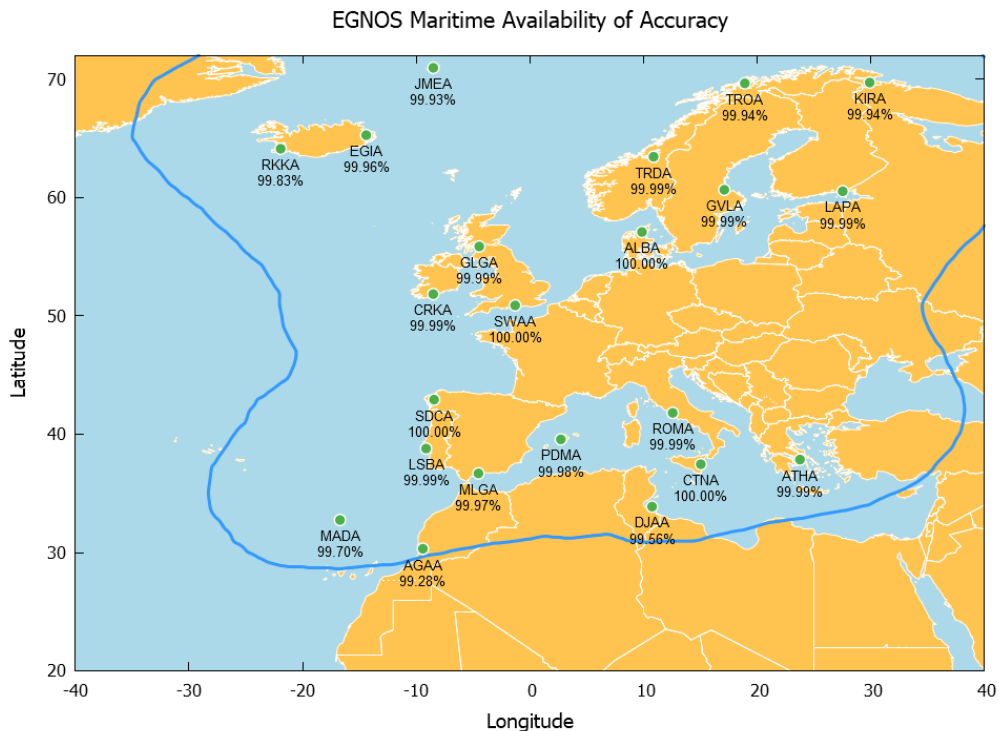 EGNOS Maritime Availability of Accuracy
70
JMEA
99.93%
TROA
99.94%
KIRA
99.94%
RKKA
99.83%
EGIA
99.96%
TRDA
99.99%
GVLA
99.99%
LAPA
99.99%
60
ALBA
100.00%
GLGA
99.99%
CRKA
99.99%
SWAA
100.00%
50
Latitude
SDCA
100.00%
ROMA
99.99%
40
LSBA
99.99%
PDMA
99.98%
MLGA
99.97%
CTNA
100.00%
ATHA
99.99%
MADA
99.70%
DJAA
99.56%
30
AGAA
99.28%
20
-40
-30
-20
-10
0
10
20
30
40
Longitude